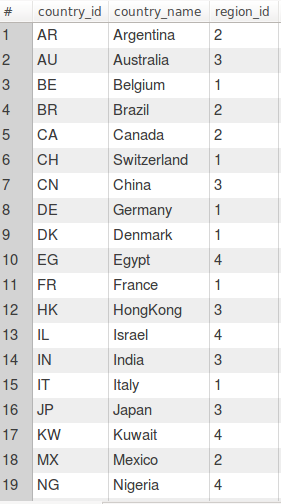 # country_id country_name region_id
1 AR Argentina 2
2 AU Australia 3
3 BE Belgium 1
4 BR Brazil 2
5 CA Canada 2
6 CH Switzerland 1
7 CN China 3
8 DE Germany 1
9 DK Denmark 1
10 EG Egypt 4
11 FR France 1
12 HK HongKong 3
13 IL Israel 4
14 IN India 3
15 IT Italy 1
16 JP Japan 3
17 KW Kuwait 4
18 MX Mexico 2
19 NG Nigeria 4